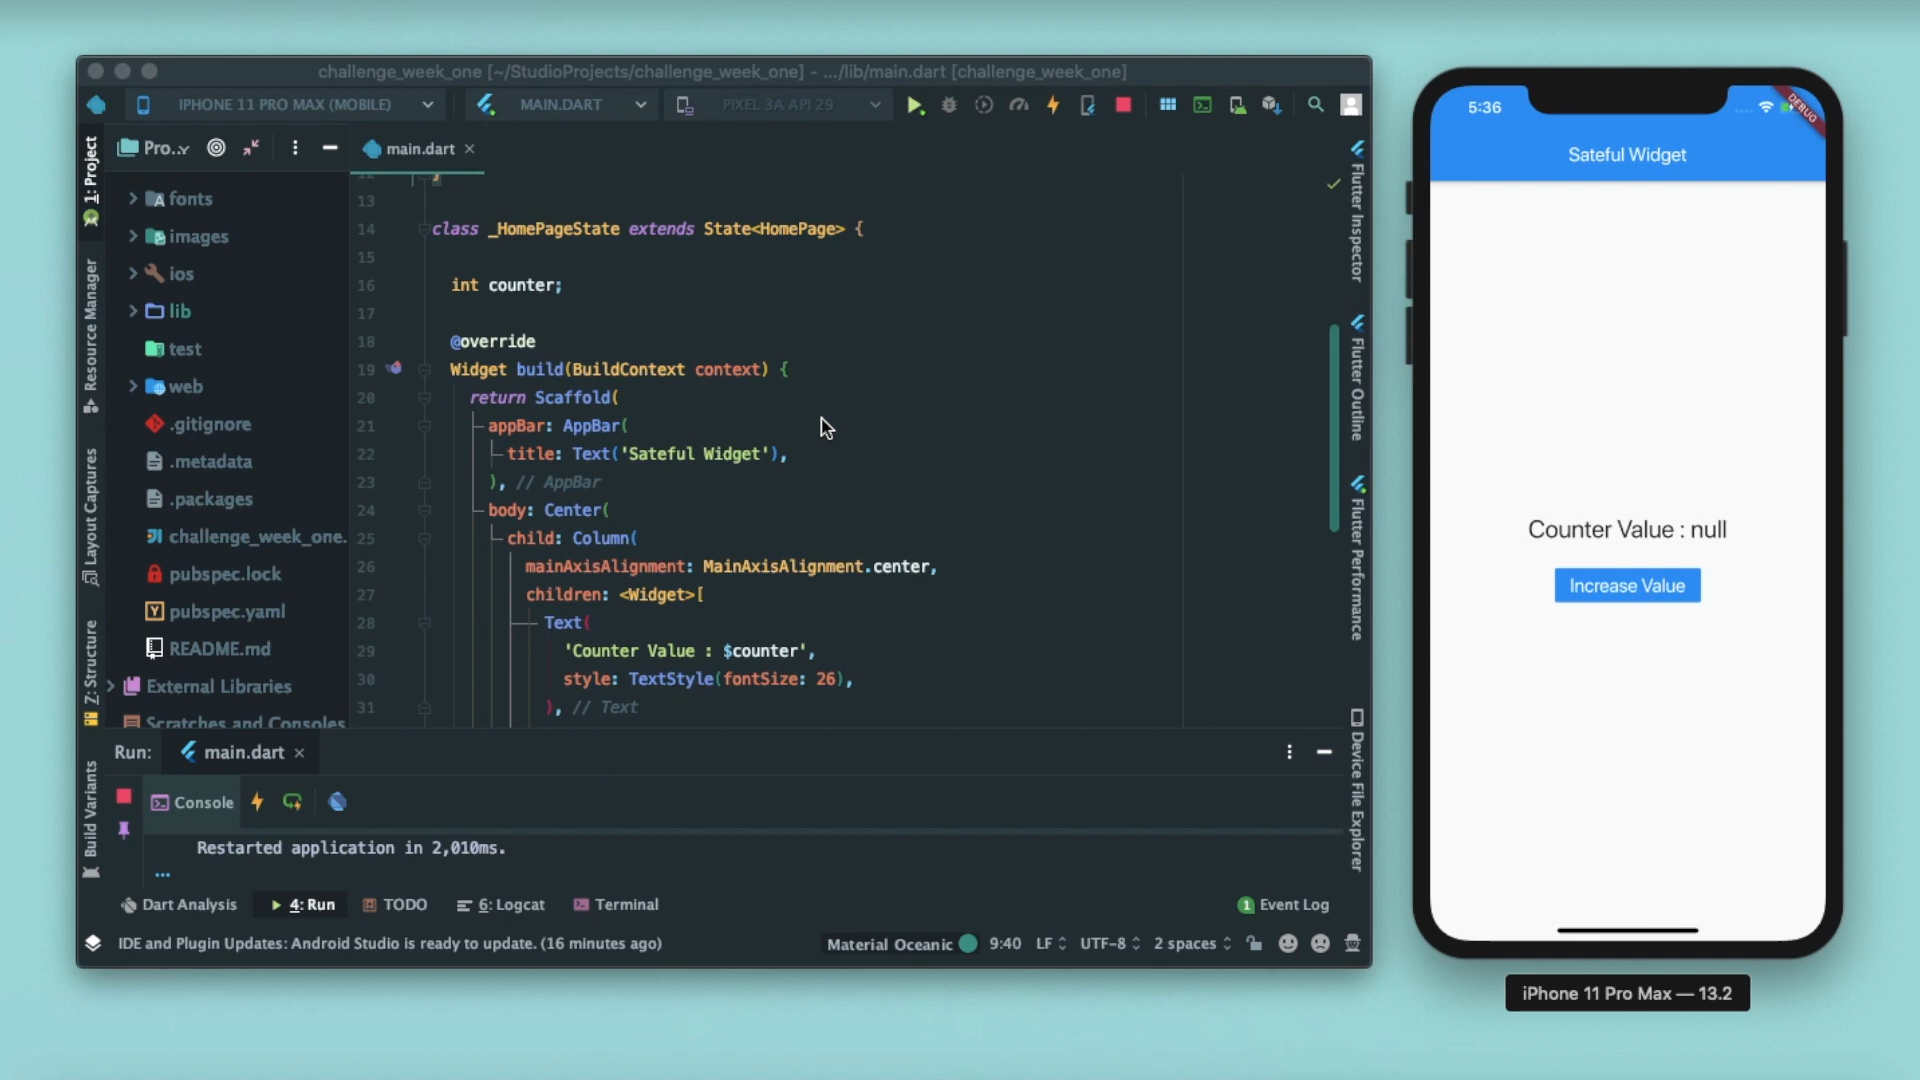 challenge_week_one [~/StudioProjects/challenge_week_one] - .../lib/main.dart [challenge_week_one]
IPHONE 11 PRO MAX (MOBILE)
MAIN.DART
PIXEL 3A API 29
Pro..
main.dart
1: Project
Resource Manager
Layout Captures
7: Structure
Build Variants
fonts
images
ios
lib
test
web
.gitignore
.metadata
.packages
challenge_week_one.
pubspec.lock
pubspec.yaml
README.md
External Libraries
Scratches and Consoles
12 }
13
14 class _HomePageState extends State<HomePage> {
15
16 int counter;
17
18 @override
19 Widget build(BuildContext context) {
20 return Scaffold(
21 appBar: AppBar(
22 title: Text('Sateful Widget'),
23 ), // AppBar
24 body: Center(
25 child: Column(
26 mainAxisAlignment: MainAxisAlignment.center,
27 children: <Widget>[
28 Text(
29 'Counter Value : $counter',
30 style: TextStyle(fontSize: 26),
31 ), // Text
Flutter Inspector
Flutter Outline
Flutter Performance
Device File Explorer
Run:
main.dart
Console
Restarted application in 2,010ms.
...
Dart Analysis
4: Run
TODO
6: Logcat
Terminal
1 Event Log
IDE and Plugin Updates: Android Studio is ready to update. (16 minutes ago)
Material Oceanic
9:40
LF
UTF-8
2 spaces
5:36
DEBUG
Sateful Widget
Counter Value : null
Increase Value
iPhone 11 Pro Max — 13.2